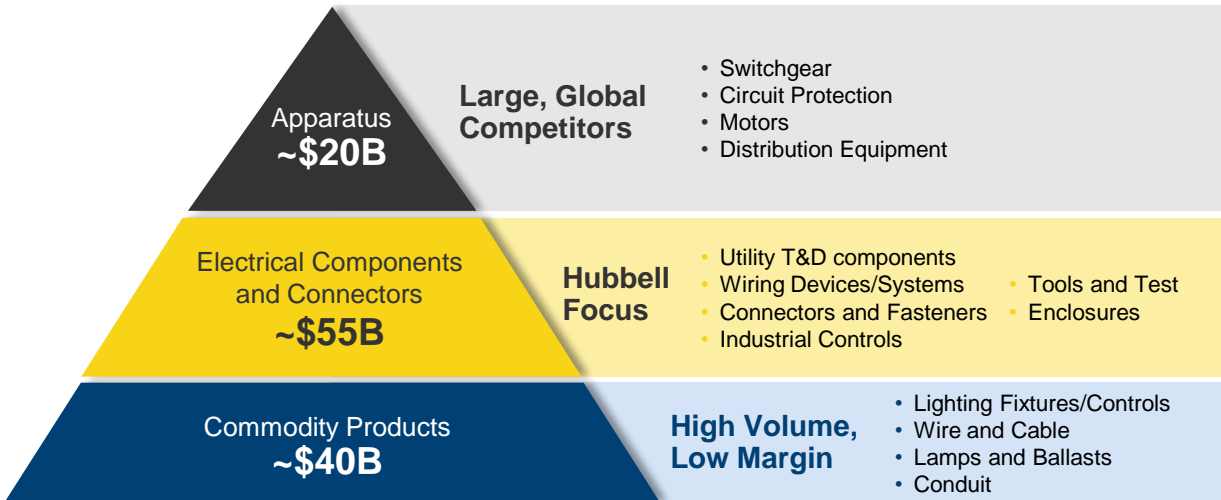 Apparatus
~$20B
Large, Global
Competitors
• Switchgear
• Circuit Protection
• Motors
• Distribution Equipment
Electrical Components
and Connectors
~$55B
Hubbell
Focus
• Utility T&D components
• Wiring Devices/Systems
• Connectors and Fasteners
• Industrial Controls
• Tools and Test
• Enclosures
Commodity Products
~$40B
High Volume,
Low Margin
• Lighting Fixtures/Controls
• Wire and Cable
• Lamps and Ballasts
• Conduit